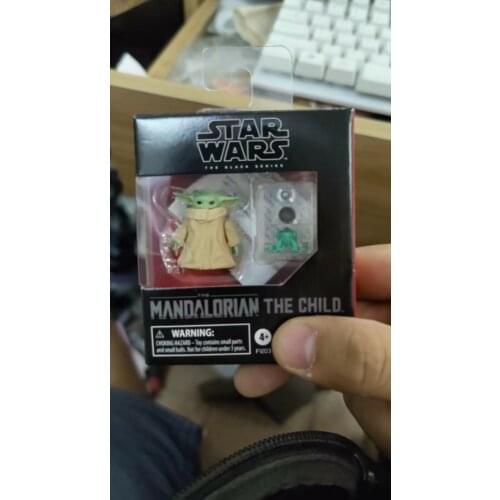 STAR
WARS
THE BLACK SERIES
THE
MANDALORIAN THE CHILD
WARNING:
CHOKING HAZARD – Toy contains small parts
and small balls. Not for children under 3 years.
4+